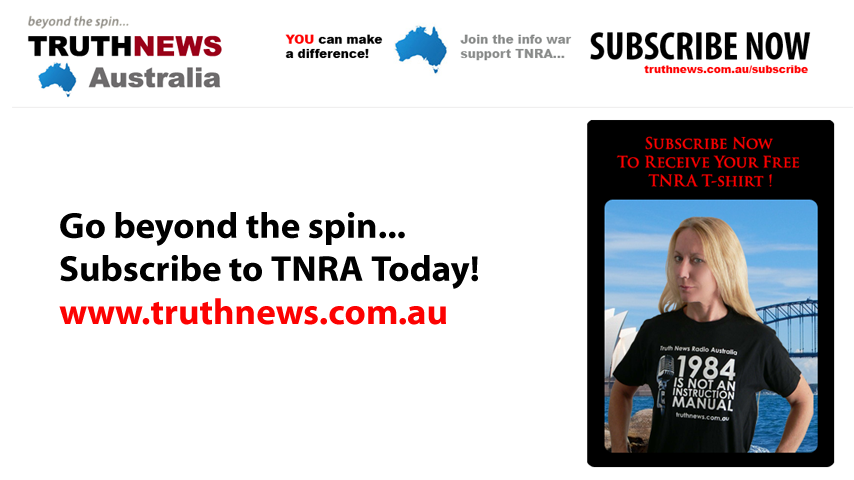 beyond the spin...
TRUTHNEWS
Australia
YOU can make
a difference!
Join the info war
support TNRA...
SUBSCRIBE NOW
truthnews.com.au/subscribe
Go beyond the spin...
Subscribe to TNRA Today!
www.truthnews.com.au
Subscribe Now
To Receive Your Free
TNRA T-shirt !
Truth News Radio Australia
1984
IS NOT AN
INSTRUCTION
MANUAL
truthnews.com.au